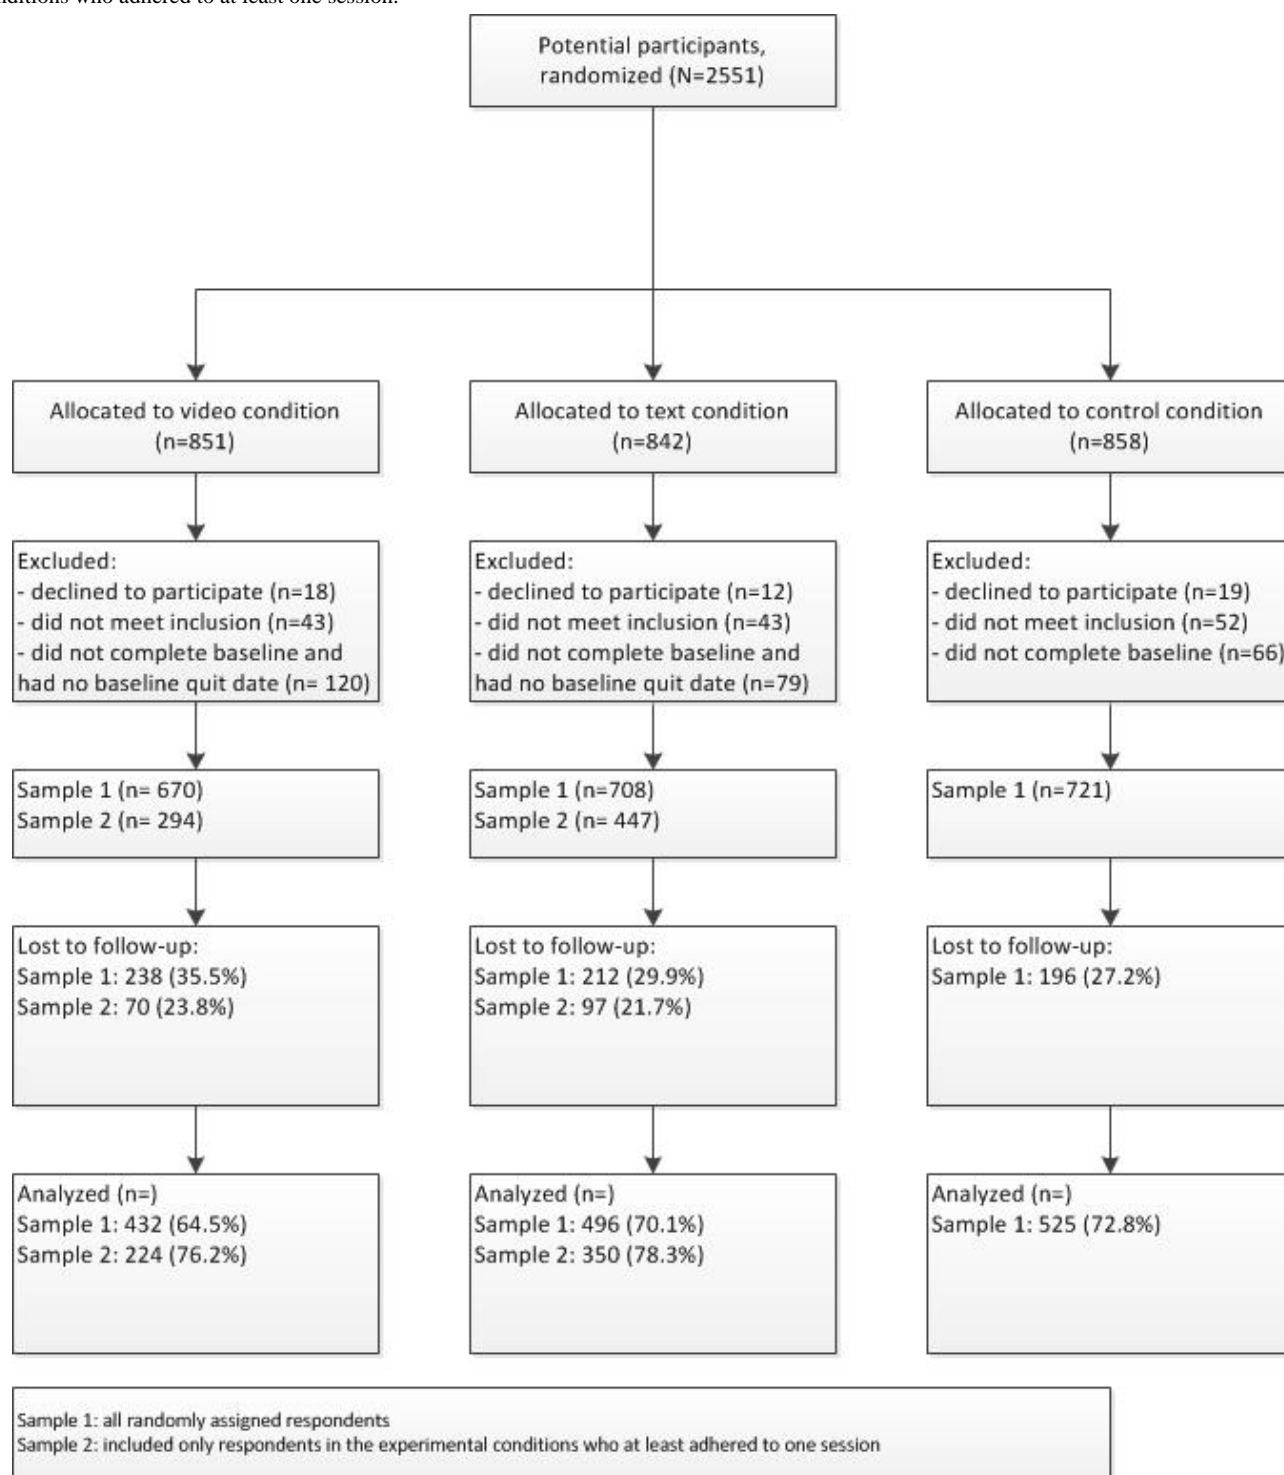 nditions who adhered to at least one session.
Potential participants,
randomized (N=2551)
Allocated to video condition
(n=851)
Allocated to text condition
(n=842)
Allocated to control condition
(n=858)
Excluded:
- declined to participate (n=18)
- did not meet inclusion (n=43)
- did not complete baseline and
had no baseline quit date (n= 120)
Excluded:
- declined to participate (n=12)
- did not meet inclusion (n=43)
- did not complete baseline and
had no baseline quit date (n=79)
Excluded:
- declined to participate (n=19)
- did not meet inclusion (n=52)
- did not complete baseline (n=66)
Sample 1 (n= 670)
Sample 2 (n= 294)
Sample 1 (n=708)
Sample 2 (n= 447)
Sample 1 (n=721)
Lost to follow-up:
Sample 1: 238 (35.5%)
Sample 2: 70 (23.8%)
Lost to follow-up:
Sample 1: 212 (29.9%)
Sample 2: 97 (21.7%)
Lost to follow-up:
Sample 1: 196 (27.2%)
Analyzed (n=)
Sample 1: 432 (64.5%)
Sample 2: 224 (76.2%)
Analyzed (n=)
Sample 1: 496 (70.1%)
Sample 2: 350 (78.3%)
Analyzed (n=)
Sample 1: 525 (72.8%)
Sample 1: all randomly assigned respondents
Sample 2: included only respondents in the experimental conditions who at least adhered to one session